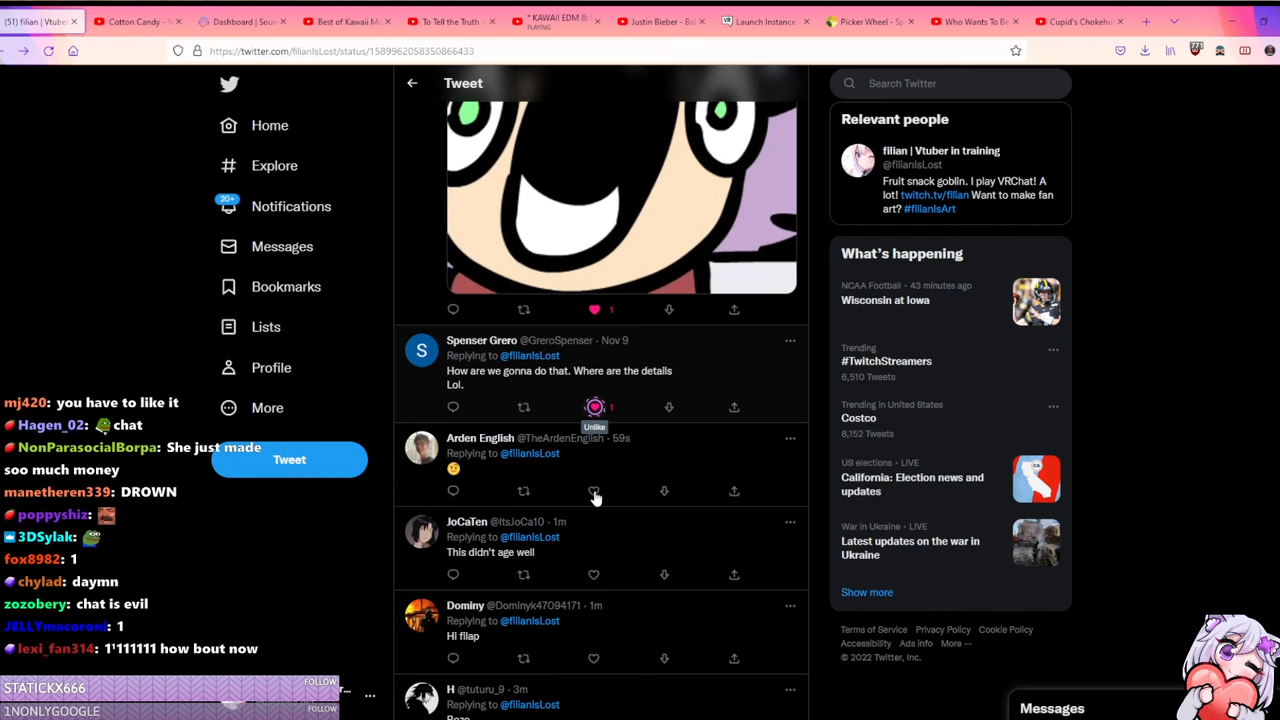 (51) filian | Vtuber
Cotton Candy -
Dashboard | Soun
Best of Kawaii Mu
To Tell the Truth -
* KAWAII EDM &
PLAYING
Justin Bieber - Ba
Launch Instance
Picker Wheel - Sp
Who Wants To Be
Cupid's Chokehol
https://twitter.com/filianIsLost/status/1589962058350866433
771
Tweet
Search Twitter
Home
Explore
20+
Notifications
Messages
Bookmarks
Lists
Profile
More
Tweet
1
Spenser Grero @GreroSpenser · Nov 9
Replying to @filianIsLost
How are we gonna do that. Where are the details
Lol.
1
Unlike
Arden English @TheArdenEnglish · 59s
Replying to @filianIsLost
JoCaTen @ItsJoCa10 · 1m
Replying to @filianIsLost
This didn't age well
Dominy @Dominyk47094171 · 1m
Replying to @filianIsLost
Hi filap
H @tuturu_9 · 3m
Replying to @filianIsLost
Relevant people
filian | Vtuber in training
@filianIsLost
Fruit snack goblin. I play VRChat! A
lot! twitch.tv/filian Want to make fan
art? #filianIsArt
What's happening
NCAA Football · 43 minutes ago
Wisconsin at Iowa
Trending
#TwitchStreamers
6,510 Tweets
Trending in United States
Costco
8,152 Tweets
US elections · LIVE
California: Election news and
updates
War in Ukraine · LIVE
Latest updates on the war in
Ukraine
Show more
Terms of Service Privacy Policy Cookie Policy
Accessibility Ads info More ···
© 2022 Twitter, Inc.
Messages
mj420: you have to like it
Hagen_02: chat
NonParasocialBorpa: She just made
soo much money
manetheren339: DROWN
poppyshiz:
3DSylak:
fox8982: 1
chylad: daymn
zozobery: chat is evil
JELLYmacoroni: 1
lexi_fan314: 1'111111 how bout now
STATICKX666
FOLLOW
1NONLYGOOGLE
FOLLOW